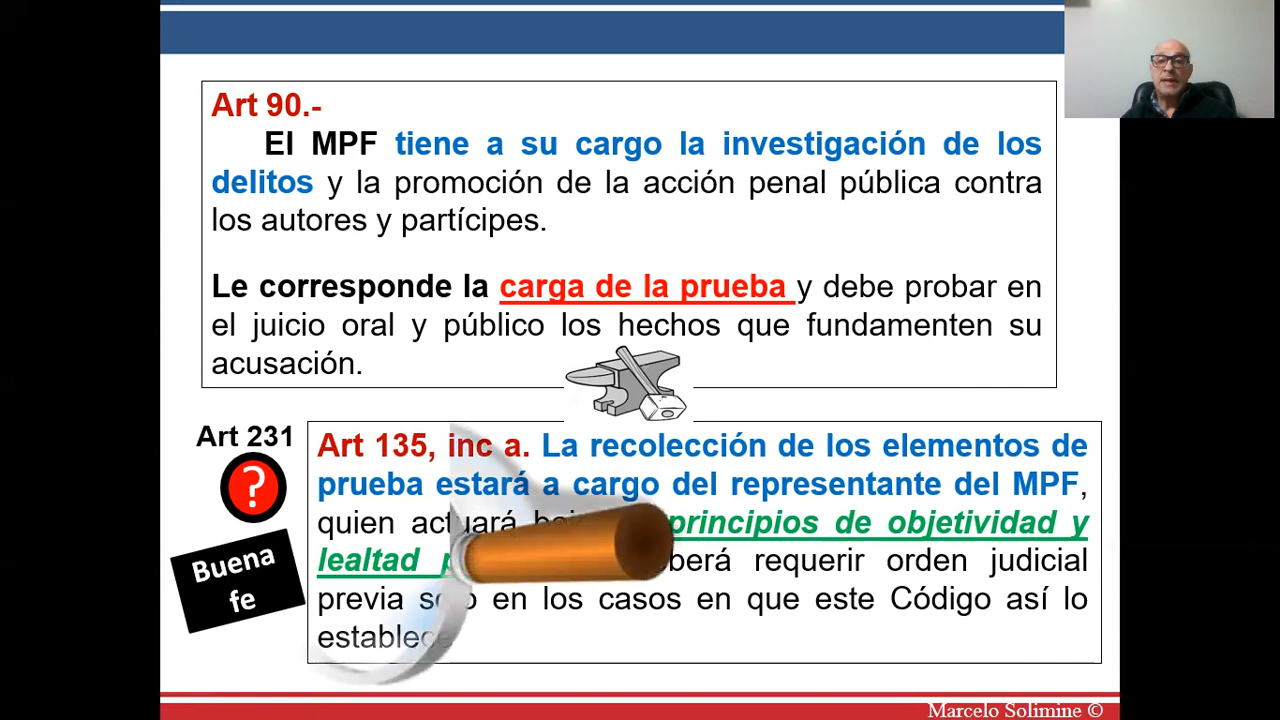 Art 90.-
El MPF tiene a su cargo la investigación de los
delitos y la promoción de la acción penal pública contra
los autores y partícipes.
Le corresponde la carga de la prueba y debe probar en
el juicio oral y público los hechos que fundamenten su
acusación.
Art 231
?
Buena
fe
Art 135, inc a. La recolección de los elementos de
prueba estará a cargo del representante del MPF,
quien actuará principios de objetividad y
lealtad requerir orden judicial
previa en los casos en que este Código así lo
establece
Marcelo Solimine ©